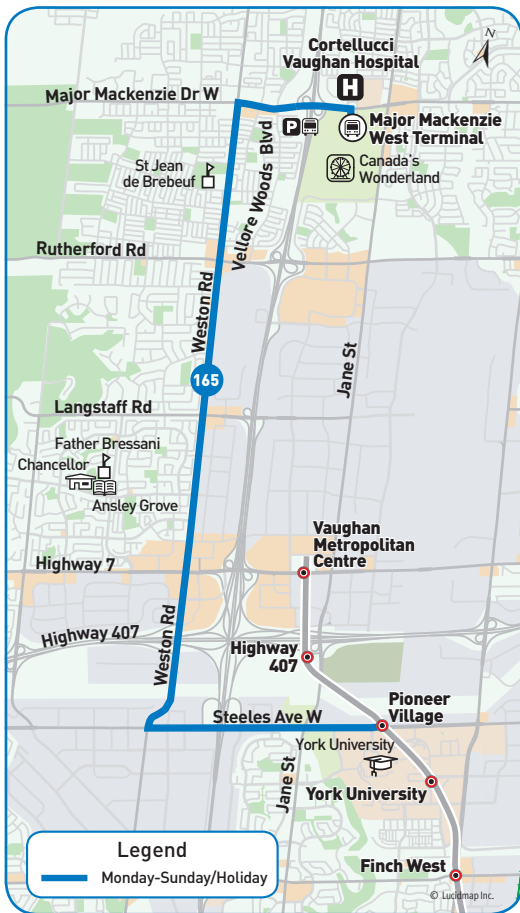 N
Cortellucci
Vaughan Hospital
H
Major Mackenzie Dr W
P
Major Mackenzie
West Terminal
Vellore Woods Blvd
St Jean
de Brebeuf
Canada's
Wonderland
Rutherford Rd
Weston Rd
165
Jane St
Langstaff Rd
Father Bressani
Chancellor
Ansley Grove
Vaughan
Metropolitan
Centre
Highway 7
Highway 407
Weston Rd
Highway
407
Pioneer
Village
Steeles Ave W
York University
Jane St
York University
Finch West
Legend
Monday-Sunday/Holiday
© Lucidmap Inc.